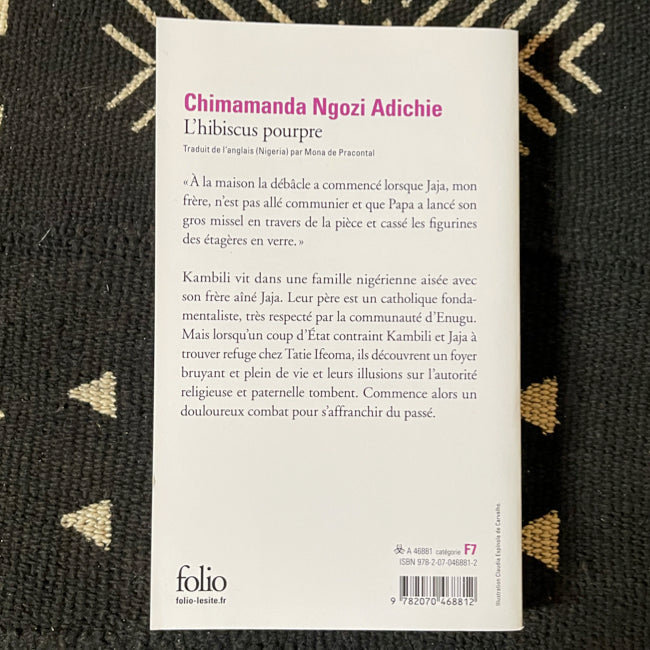 Chimamanda Ngozi Adichie
L'hibiscus pourpre
Traduit de l'anglais (Nigeria) par Mona de Pracontal
« À la maison la débâcle a commencé lorsque Jaja, mon
frère, n'est pas allé communier et que Papa a lancé son
gros missel en travers de la pièce et cassé les figurines
des étagères en verre. »
Kambili vit dans une famille nigérienne aisée avec
son frère aîné Jaja. Leur père est un catholique fonda-
mentaliste, très respecté par la communauté d'Enugu.
Mais lorsqu'un coup d'État contraint Kambili et Jaja à
trouver refuge chez Tatie Ifeoma, ils découvrent un foyer
bruyant et plein de vie et leurs illusions sur l'autorité
religieuse et paternelle tombent. Commence alors un
douloureux combat pour s'affranchir du passé.
A 46881 catégorie F7
ISBN 978-2-07-046881-2
folio
folio-lesite.fr
9 782070 468812
Illustration Claudia Espinola de Carvalho.